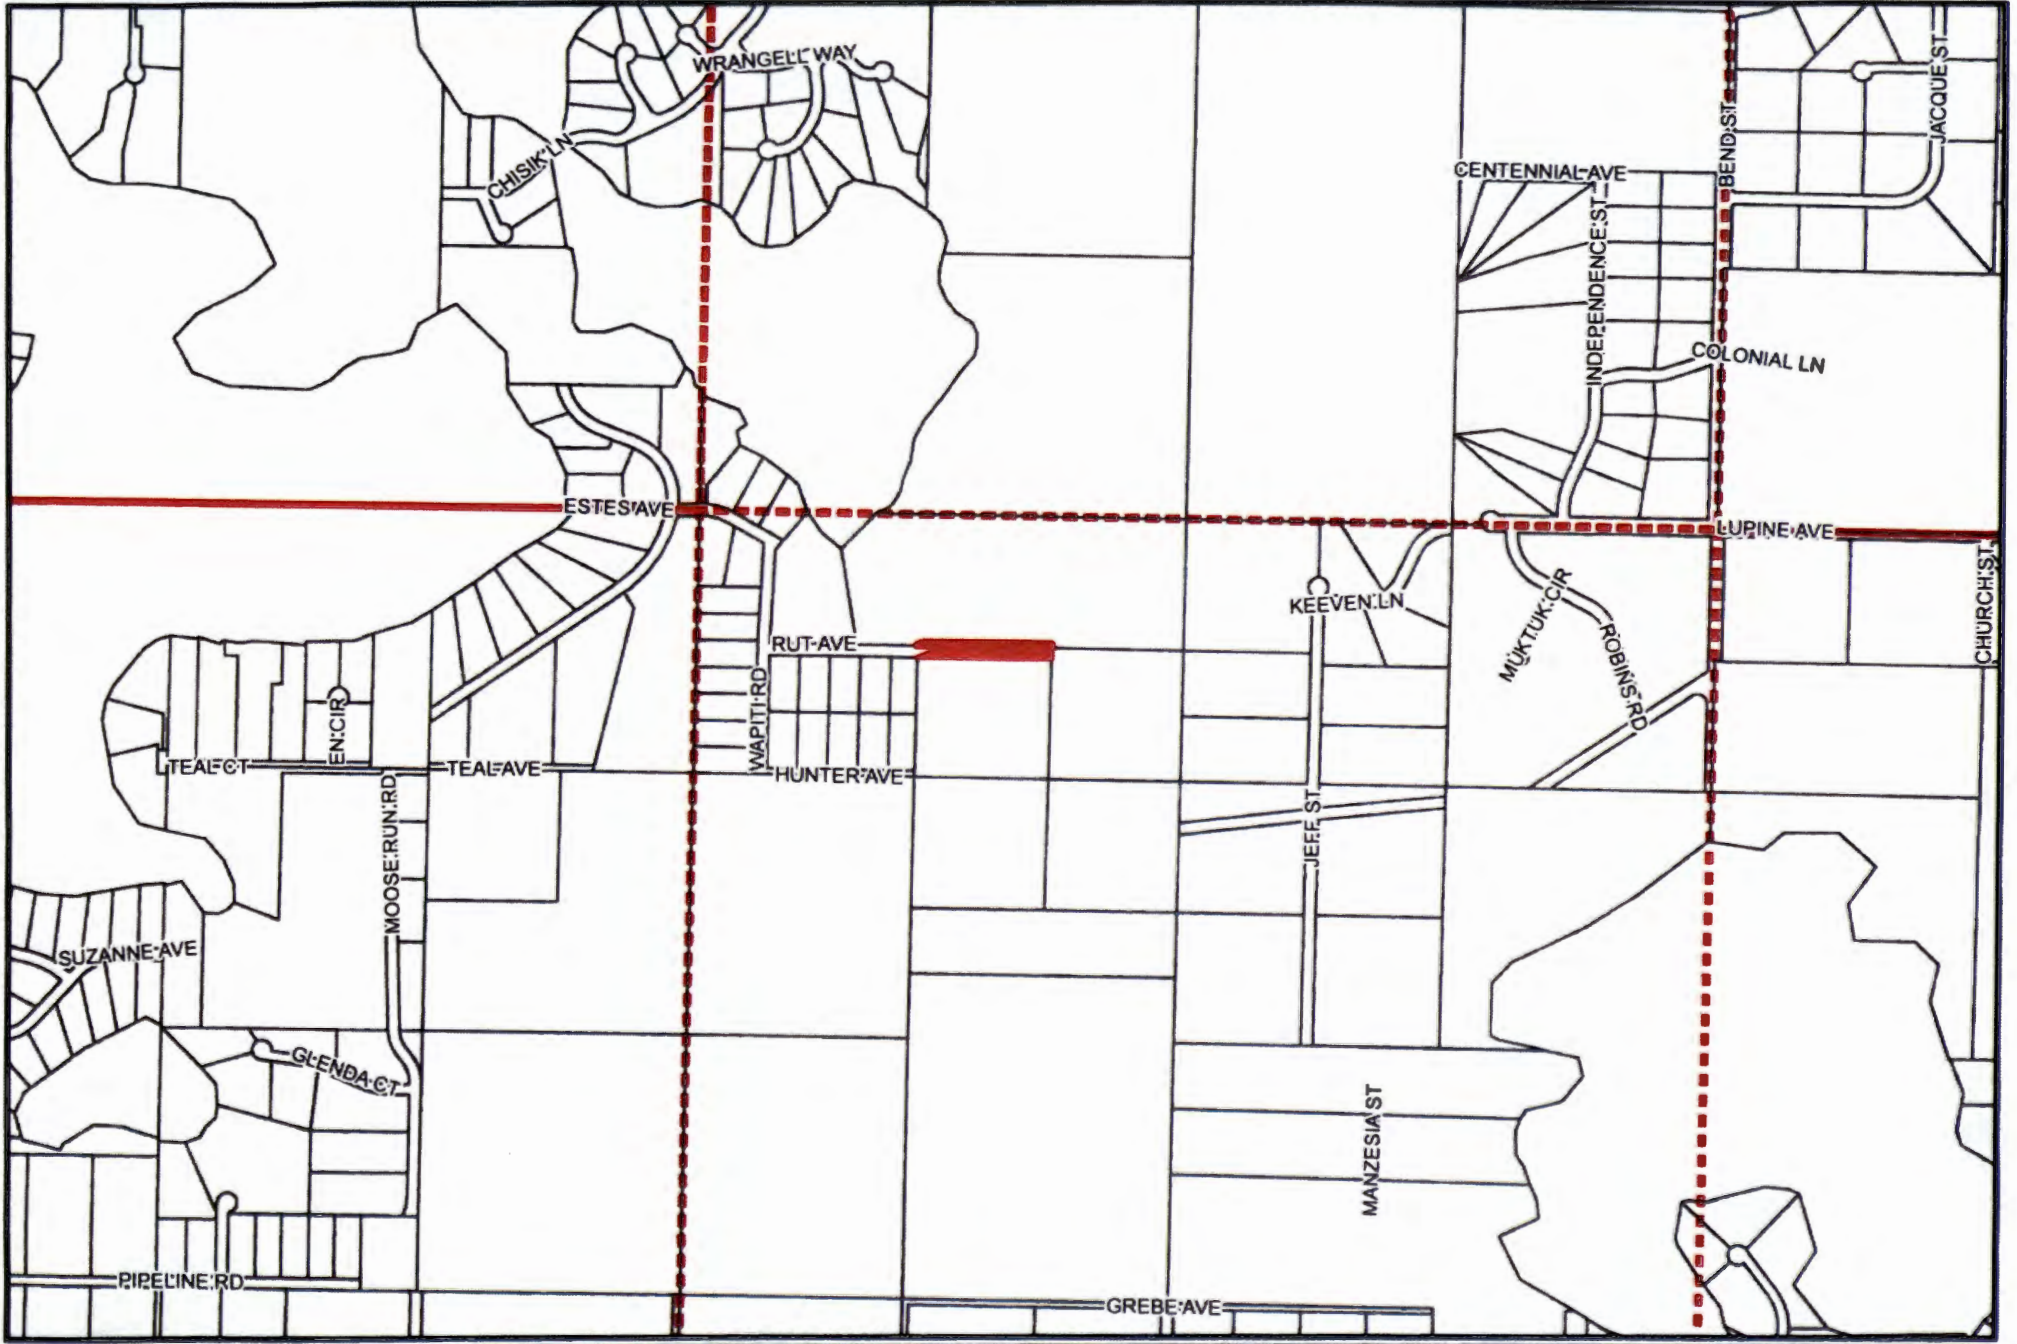 WRANGELL WAY
JACQUE ST
BEND ST
CHISIK LN
CENTENNIAL AVE
INDEPENDENCE ST
COLONIAL LN
ESTES AVE
LUPINE AVE
CHURCH ST
KEEVEN LN
MUKTUK CIR
ROBINS RD
RUT AVE
WAPITI RD
EN CIR
TEAL CT
TEAL AVE
HUNTER AVE
MOOSE RUN RD
JEFF ST
SUZANNE AVE
GLENDA CT
MANZESIA ST
PIPELINE RD
GREBE AVE